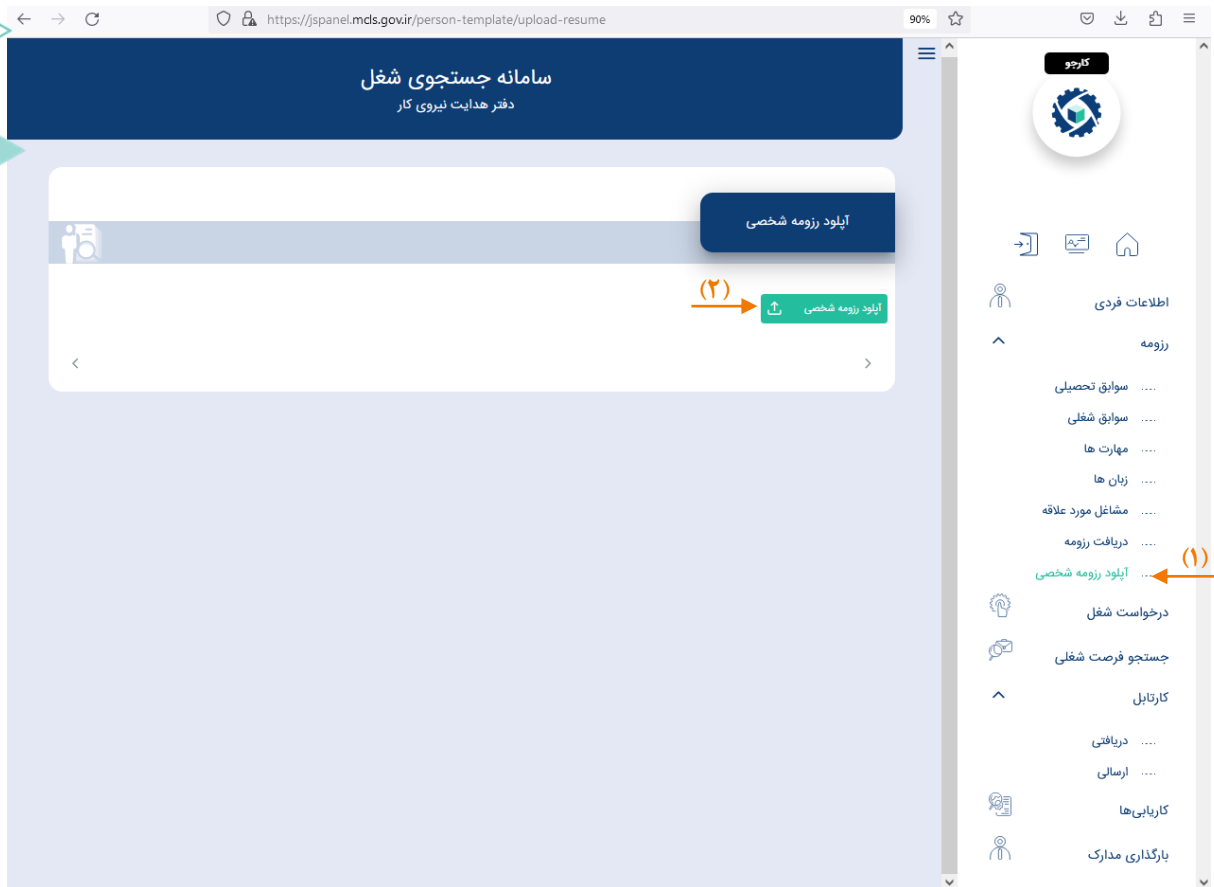 https://jspanel.mcls.gov.ir/person-template/upload-resume
90%
کارجو
سامانه جستجوی شغل
دفتر هدایت نیروی کار
آپلود رزومه شخصی
(۲)
آپلود رزومه شخصی
اطلاعات فردی
رزومه
.... سوابق تحصیلی
.... سوابق شغلی
.... مهارت ها
.... زبان ها
.... مشاغل مورد علاقه
.... دریافت رزومه
(۱)
.... آپلود رزومه شخصی
درخواست شغل
جستجو فرصت شغلی
کارتابل
.... دریافتی
.... ارسالی
کاریابی‌ها
بارگذاری مدارک